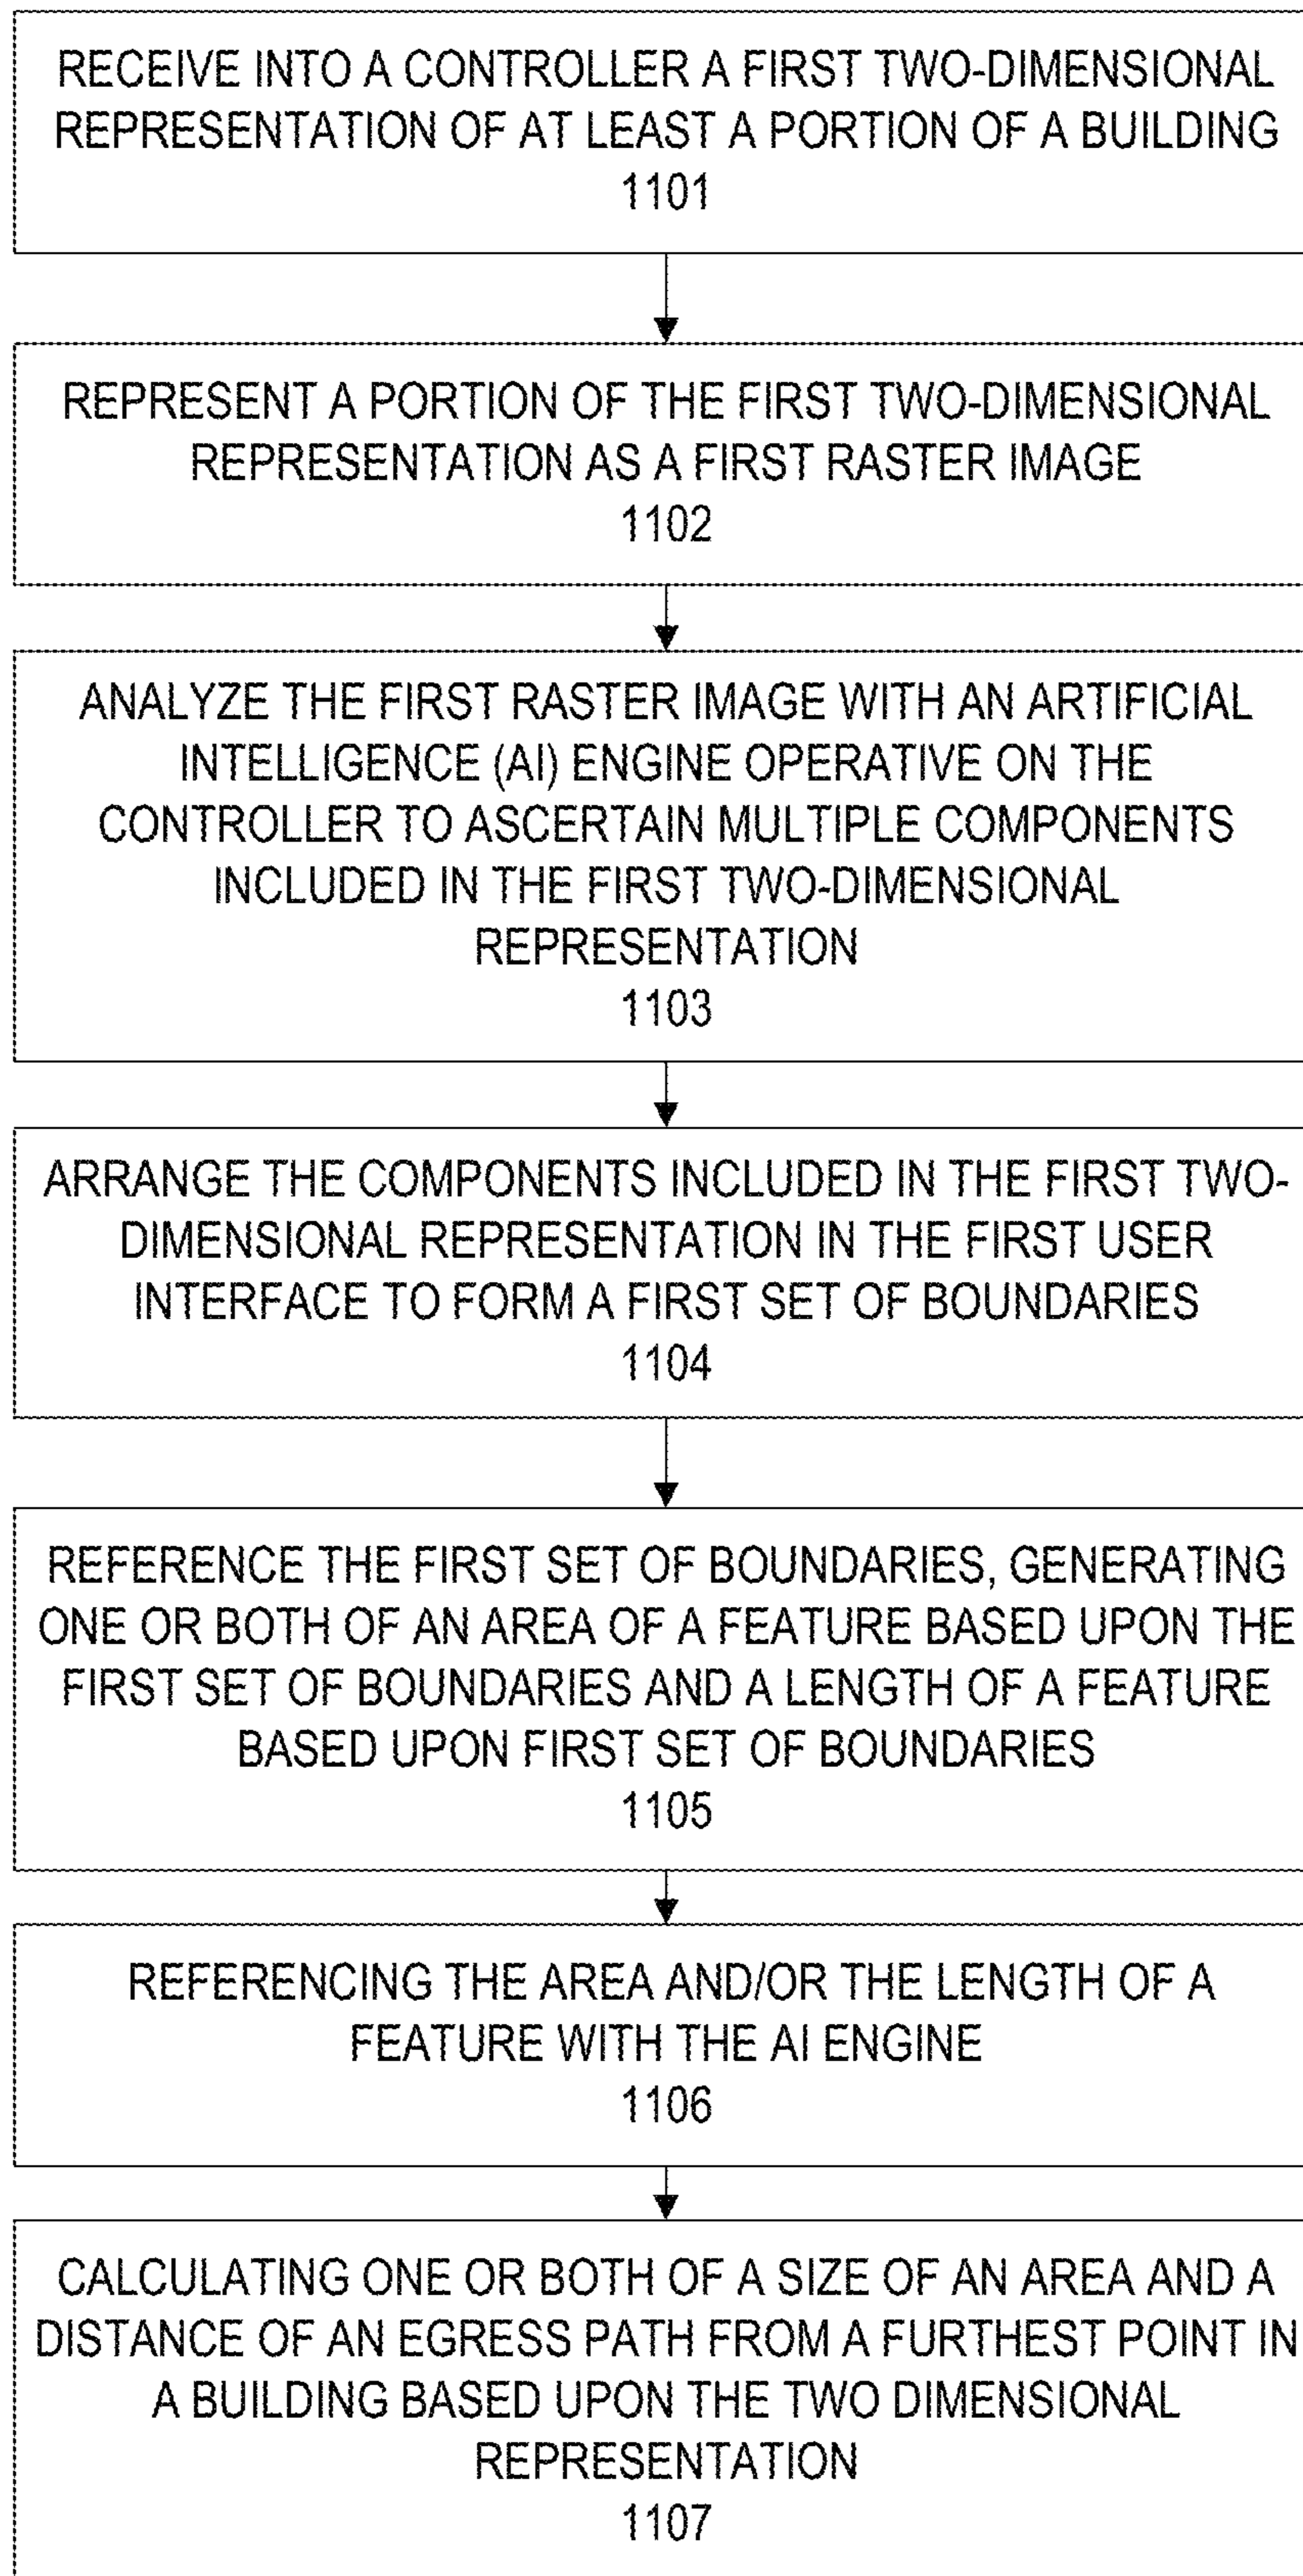 RECEIVE INTO A CONTROLLER A FIRST TWO-DIMENSIONAL
REPRESENTATION OF AT LEAST A PORTION OF A BUILDING
1101
REPRESENT A PORTION OF THE FIRST TWO-DIMENSIONAL
REPRESENTATION AS A FIRST RASTER IMAGE
1102
ANALYZE THE FIRST RASTER IMAGE WITH AN ARTIFICIAL
INTELLIGENCE (AI) ENGINE OPERATIVE ON THE
CONTROLLER TO ASCERTAIN MULTIPLE COMPONENTS
INCLUDED IN THE FIRST TWO-DIMENSIONAL
REPRESENTATION
1103
ARRANGE THE COMPONENTS INCLUDED IN THE FIRST TWO-
DIMENSIONAL REPRESENTATION IN THE FIRST USER
INTERFACE TO FORM A FIRST SET OF BOUNDARIES
1104
REFERENCE THE FIRST SET OF BOUNDARIES, GENERATING
ONE OR BOTH OF AN AREA OF A FEATURE BASED UPON THE
FIRST SET OF BOUNDARIES AND A LENGTH OF A FEATURE
BASED UPON FIRST SET OF BOUNDARIES
1105
REFERENCING THE AREA AND/OR THE LENGTH OF A
FEATURE WITH THE AI ENGINE
1106
CALCULATING ONE OR BOTH OF A SIZE OF AN AREA AND A
DISTANCE OF AN EGRESS PATH FROM A FURTHEST POINT IN
A BUILDING BASED UPON THE TWO DIMENSIONAL
REPRESENTATION
1107